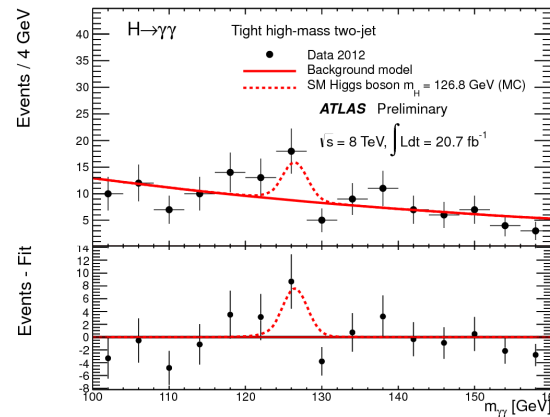 H→γγ
Tight high-mass two-jet
Data 2012
Background model
SM Higgs boson m_H = 126.8 GeV (MC)
ATLAS Preliminary
√s = 8 TeV, ∫Ldt = 20.7 fb⁻¹
Events / 4 GeV
40
35
30
25
20
15
10
5
Events - Fit
14
12
10
8
6
4
2
0
-2
-4
-6
-8
100 110 120 130 140 150
m_γγ [GeV]